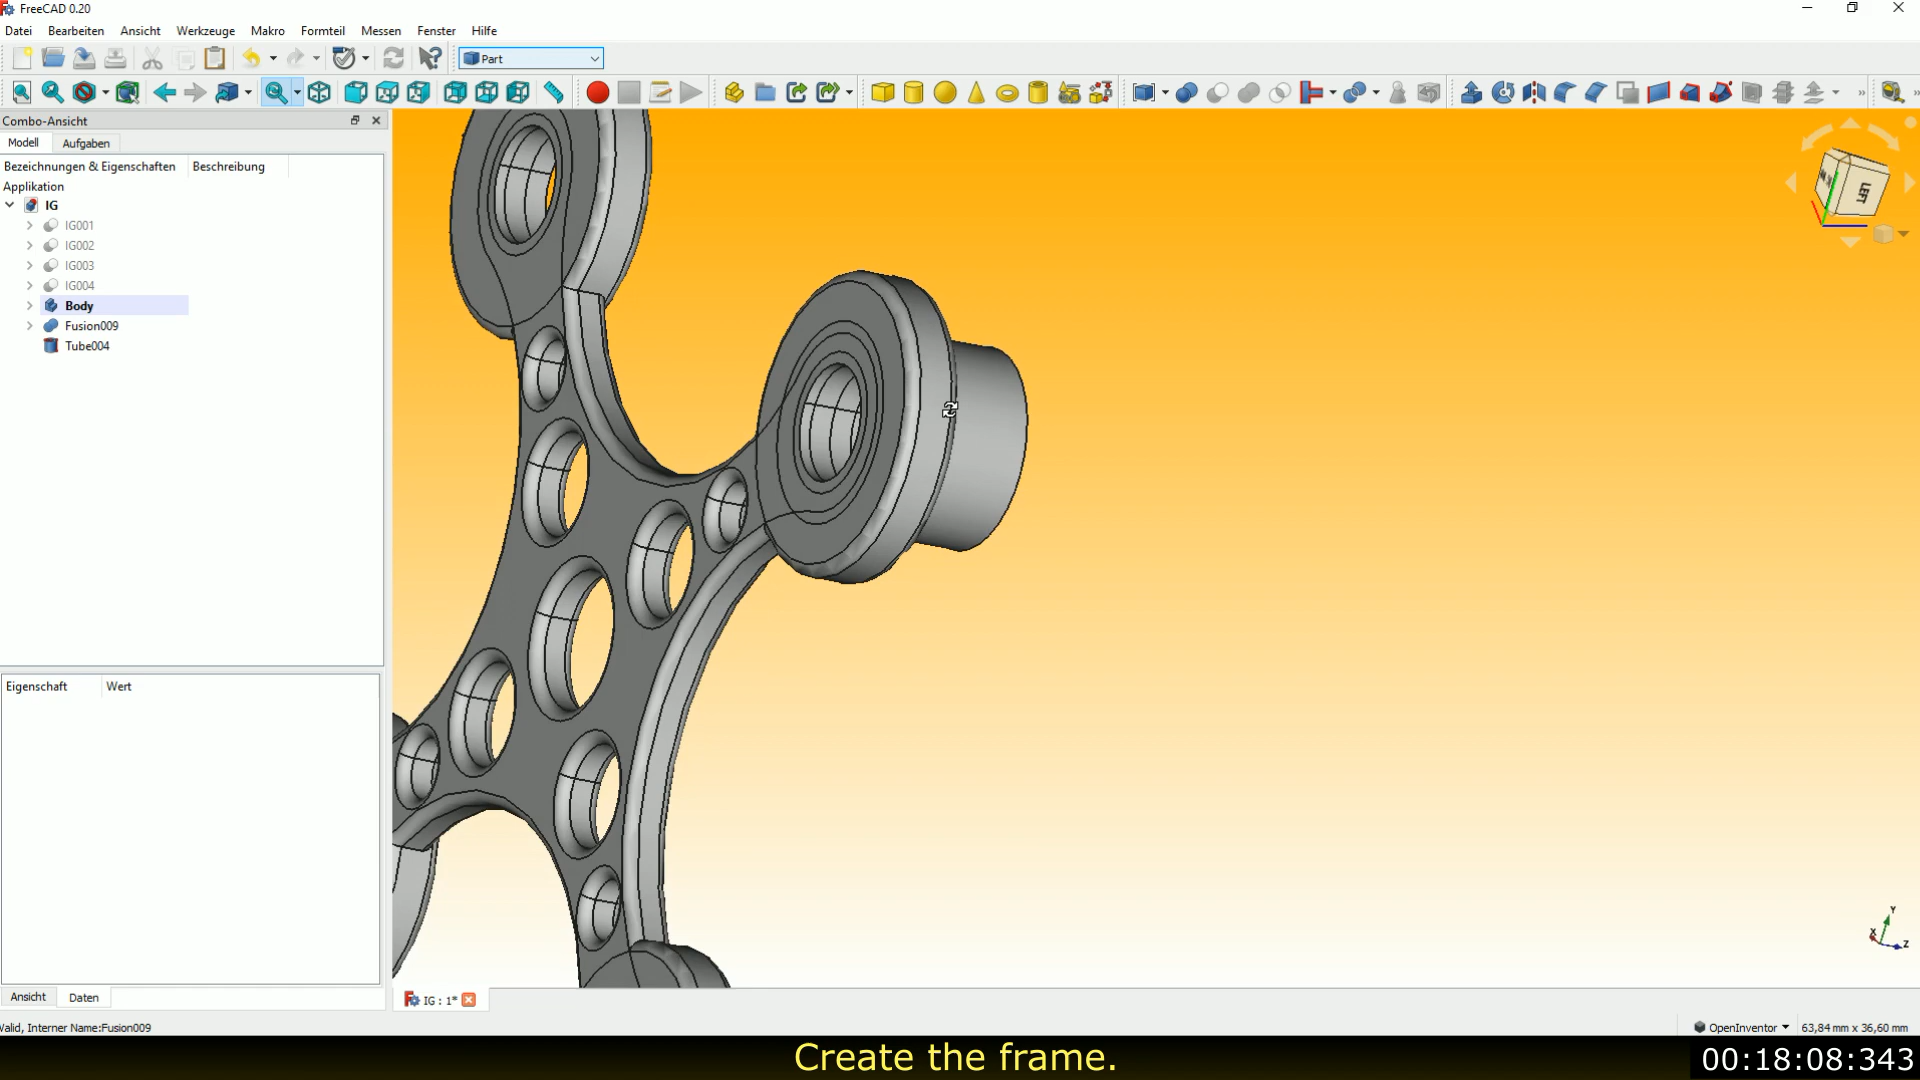 FreeCAD 0.20
Datei Bearbeiten Ansicht Werkzeuge Makro Formteil Messen Fenster Hilfe
Part
Combo-Ansicht
Modell Aufgaben
Bezeichnungen & Eigenschaften Beschreibung
Applikation
IG
IG001
IG002
IG003
IG004
Body
Fusion009
Tube004
LEFT
Eigenschaft Wert
Y
X
Z
Ansicht Daten
IG : 1*
Valid, Interner Name:Fusion009
OpenInventor 63,84 mm x 36,60 mm
Create the frame.
00:18:08:343